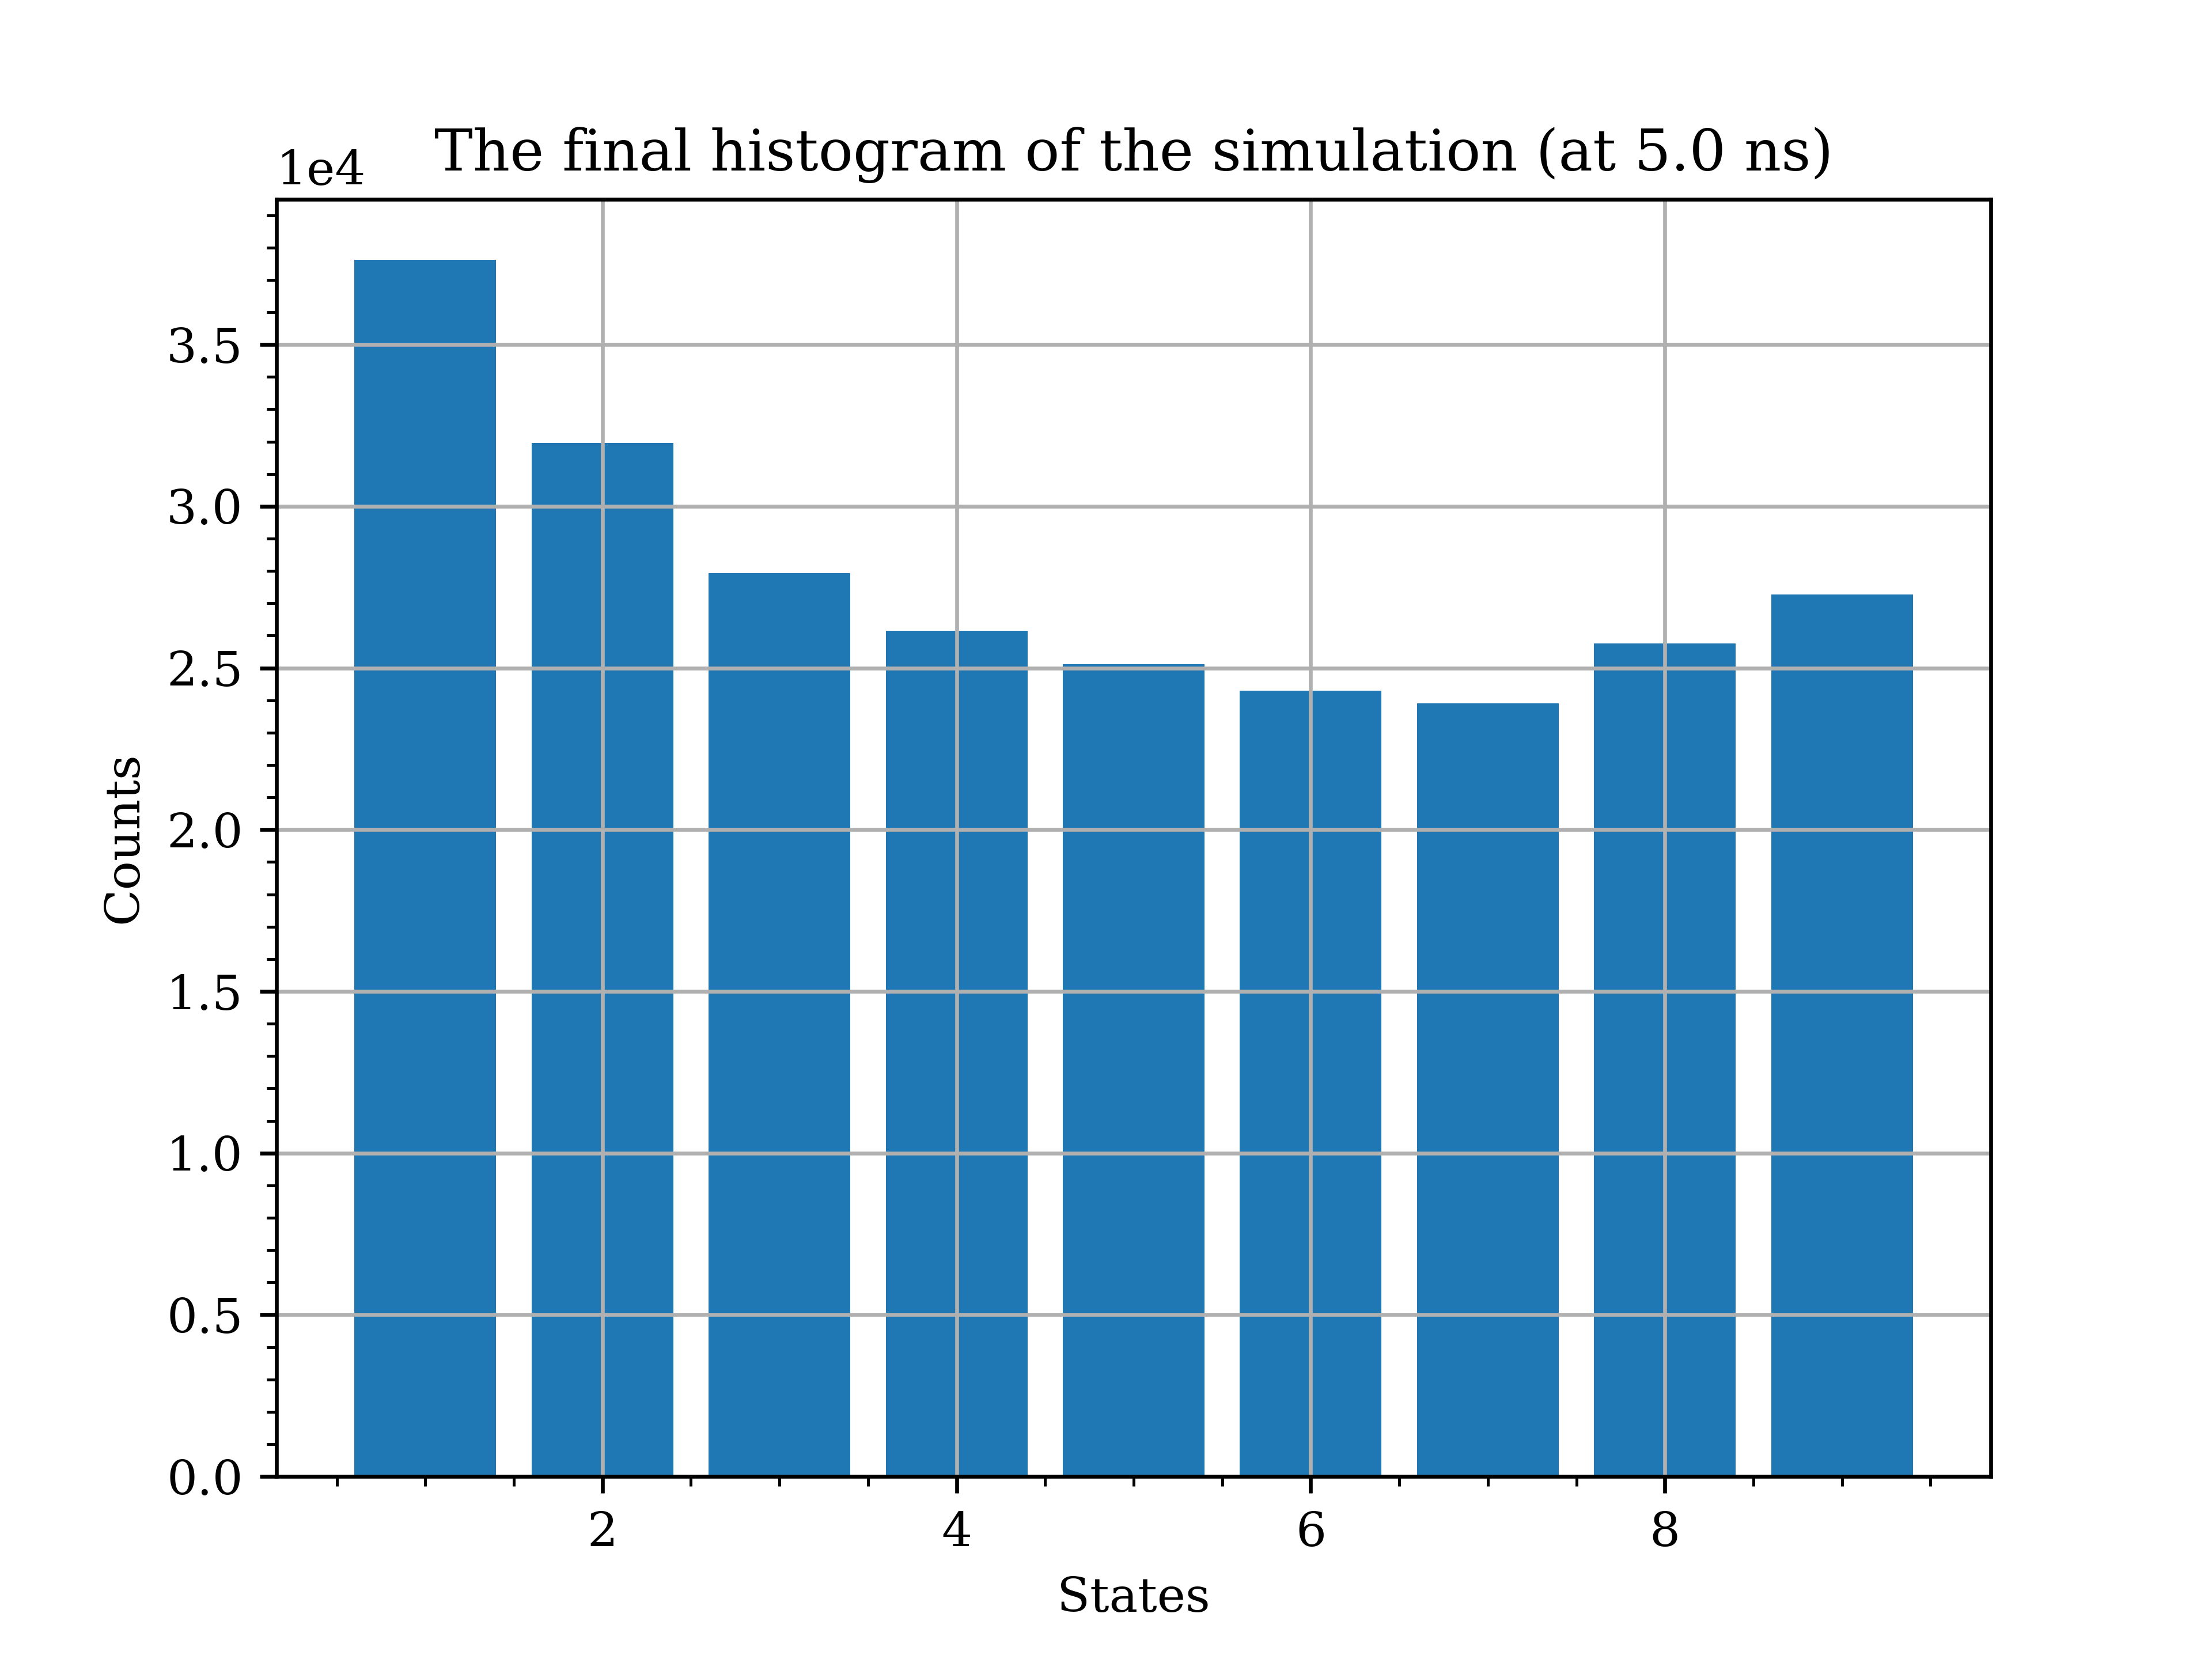 The final histogram of the simulation (at 5.0 ns)
1e4
3.5
3.0
2.5
2.0
1.5
1.0
0.5
0.0
Counts
2 4 6 8
States